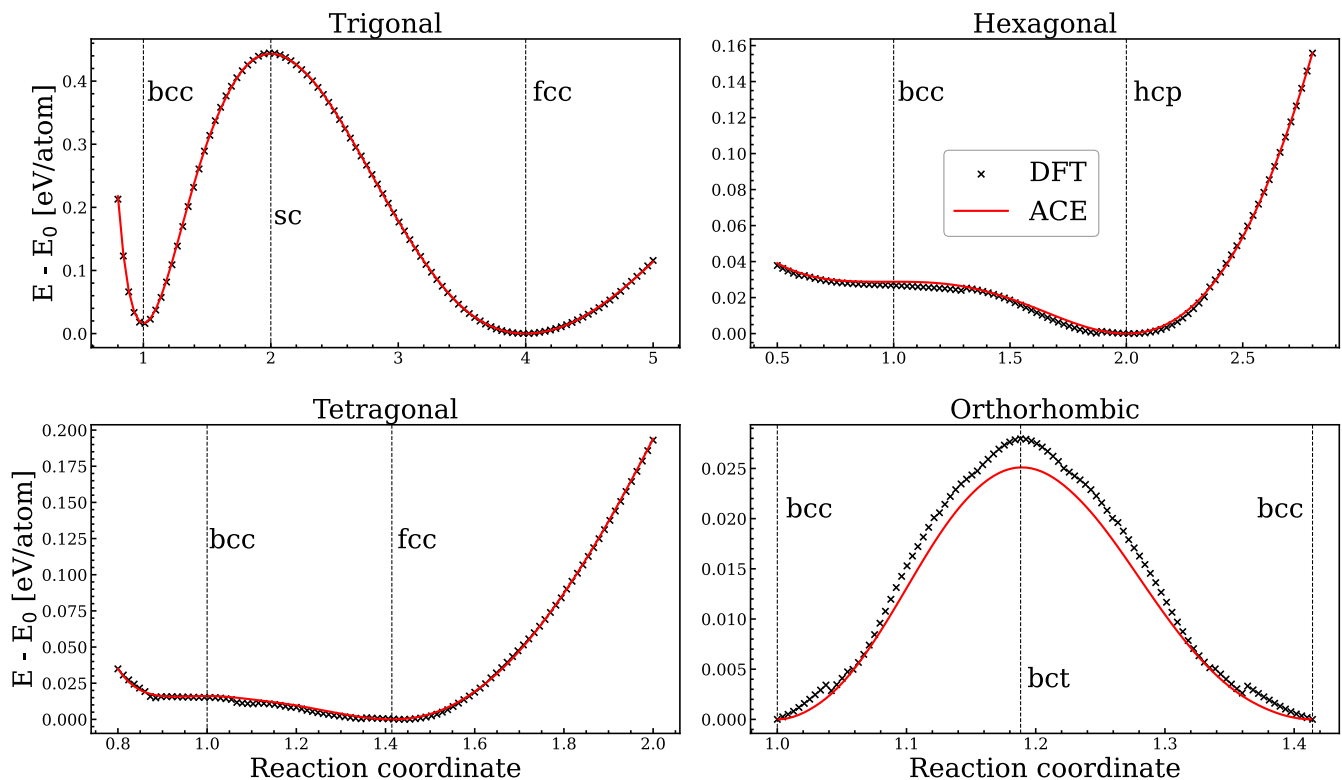 Trigonal
E - E0 [eV/atom]
0.4
0.3
0.2
0.1
0.0
bcc
sc
fcc
1
2
3
4
5
Hexagonal
0.16
0.14
0.12
0.10
0.08
0.06
0.04
0.02
0.00
bcc
hcp
DFT
ACE
0.5
1.0
1.5
2.0
2.5
Tetragonal
E - E0 [eV/atom]
0.200
0.175
0.150
0.125
0.100
0.075
0.050
0.025
0.000
bcc
fcc
0.8
1.0
1.2
1.4
1.6
1.8
2.0
Reaction coordinate
Orthorhombic
0.025
0.020
0.015
0.010
0.005
0.000
bcc
bcc
bct
1.0
1.1
1.2
1.3
1.4
Reaction coordinate